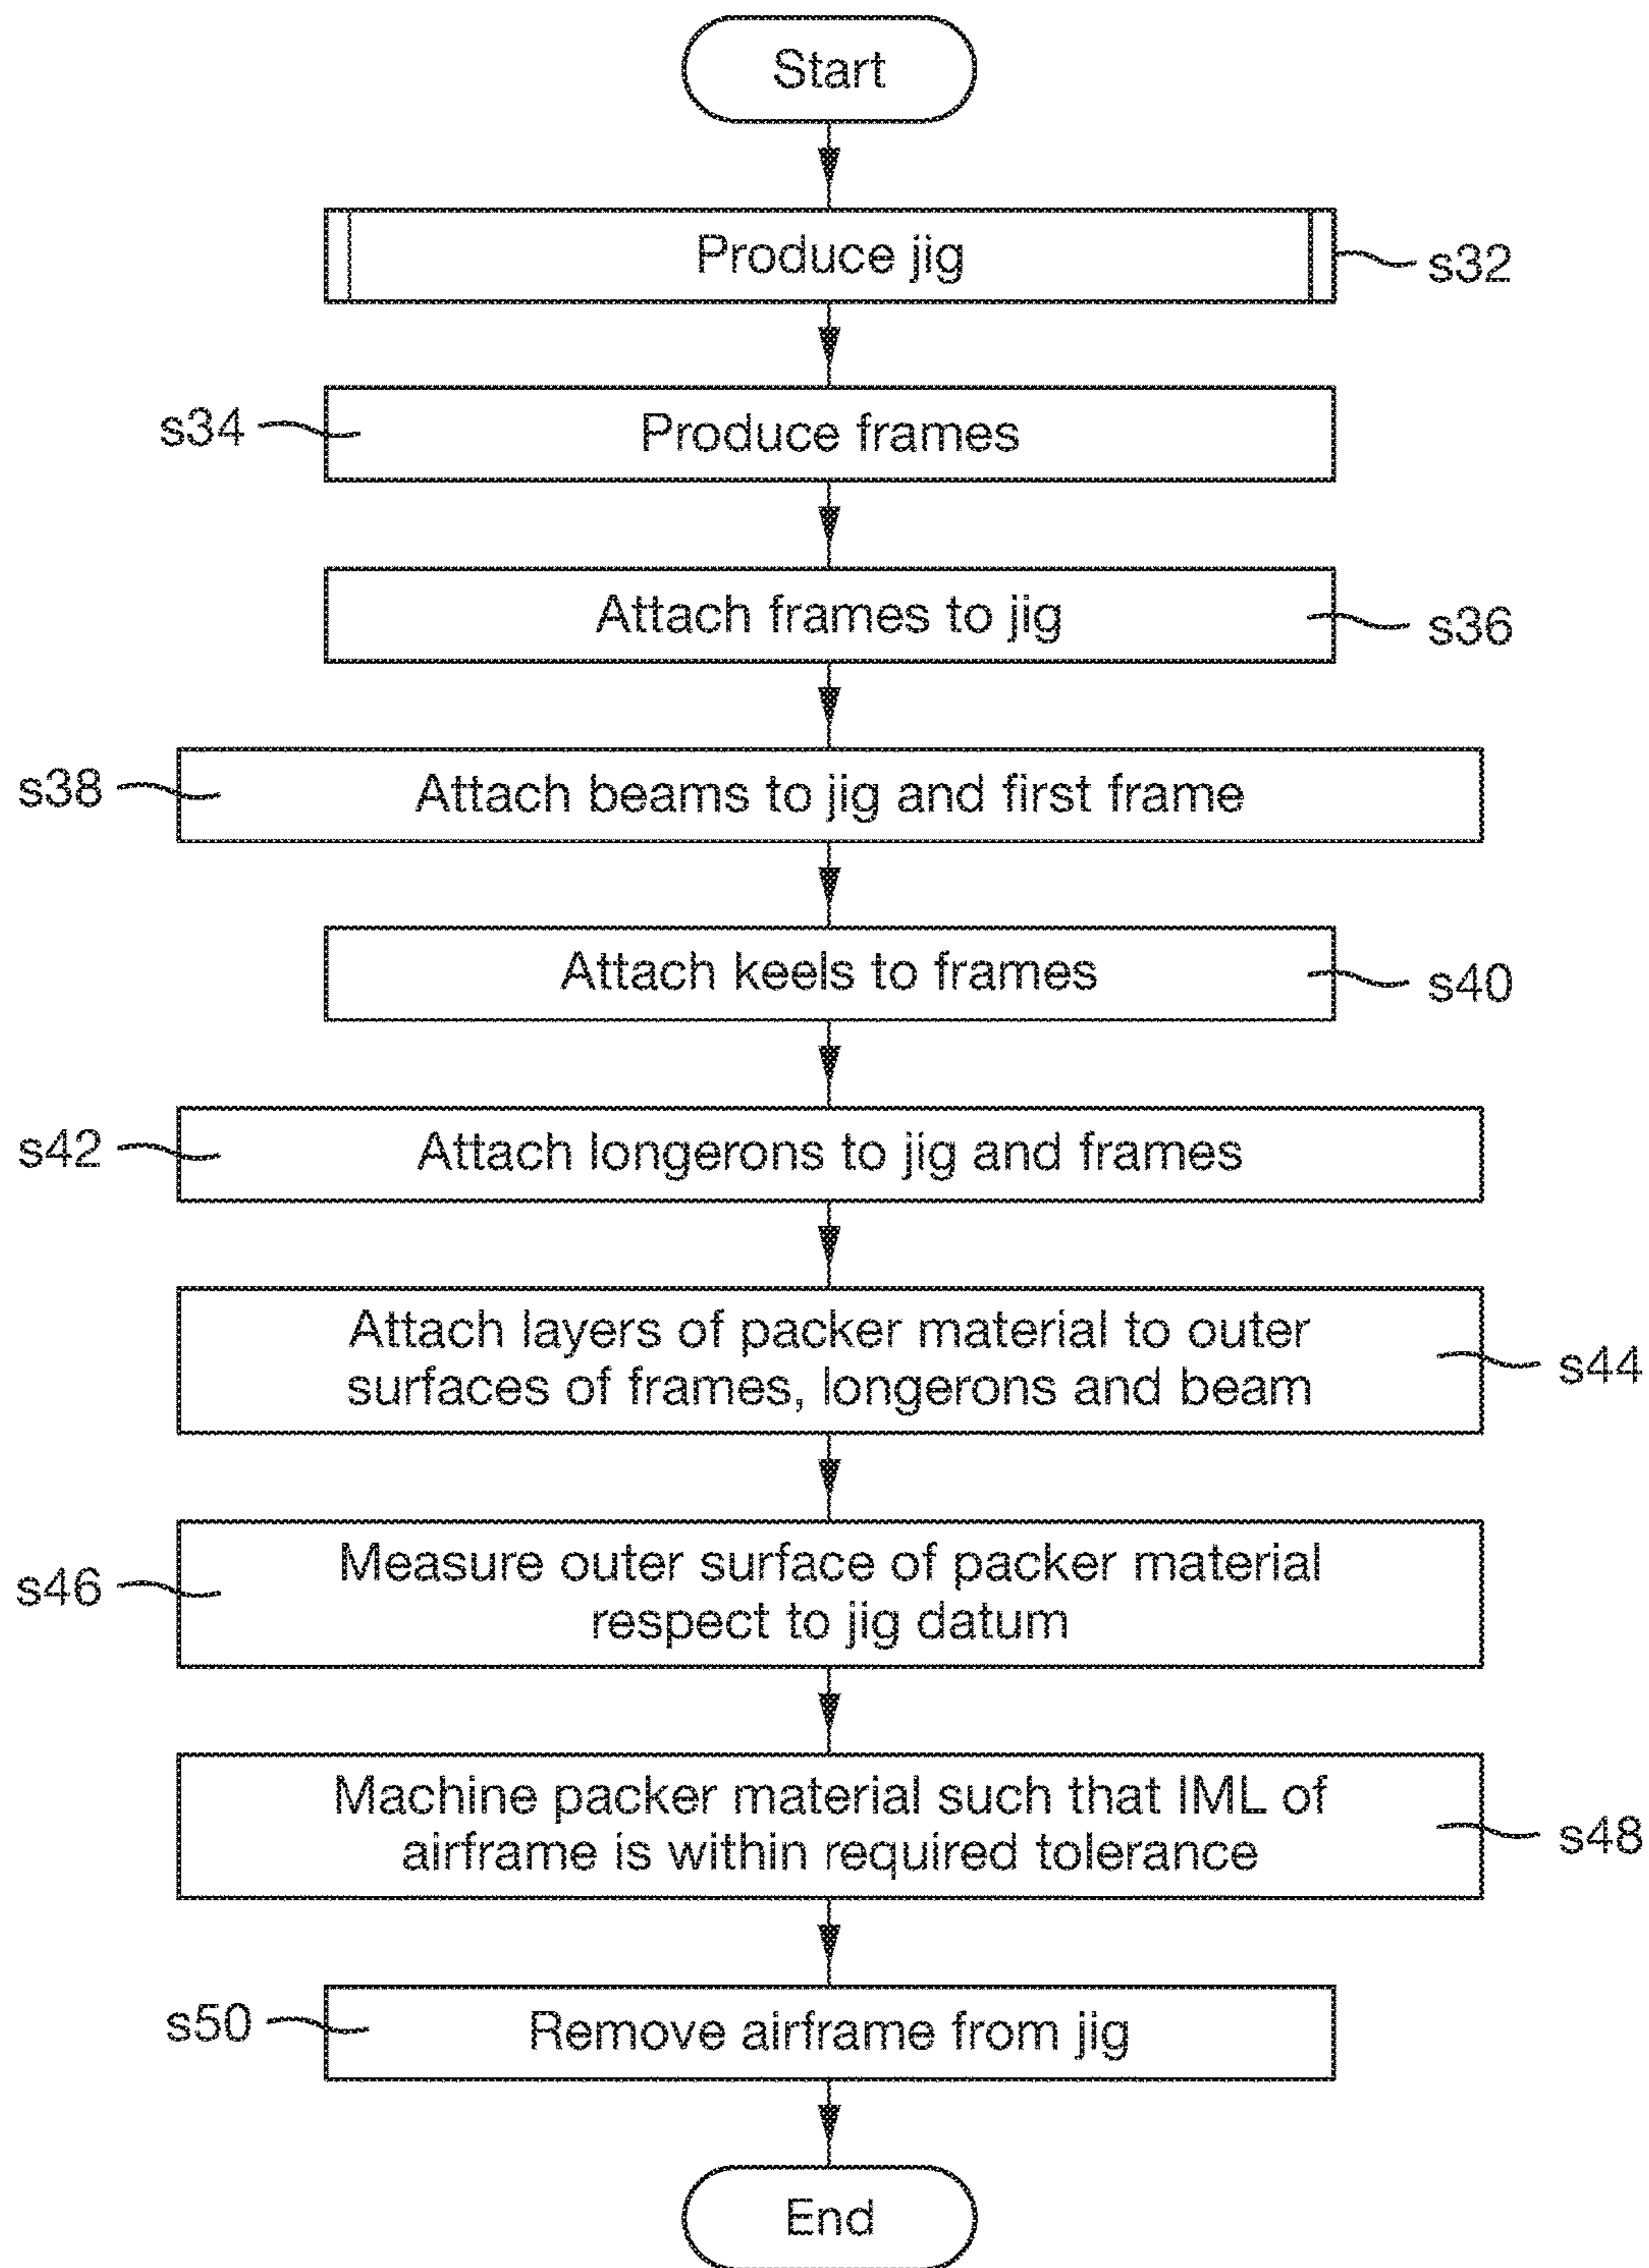 Start
Produce jig
s32
s34
Produce frames
Attach frames to jig
s36
s38
Attach beams to jig and first frame
Attach keels to frames
s40
s42
Attach longerons to jig and frames
Attach layers of packer material to outer
surfaces of frames, longerons and beam
s44
s46
Measure outer surface of packer material
respect to jig datum
Machine packer material such that IML of
airframe is within required tolerance
s48
s50
Remove airframe from jig
End